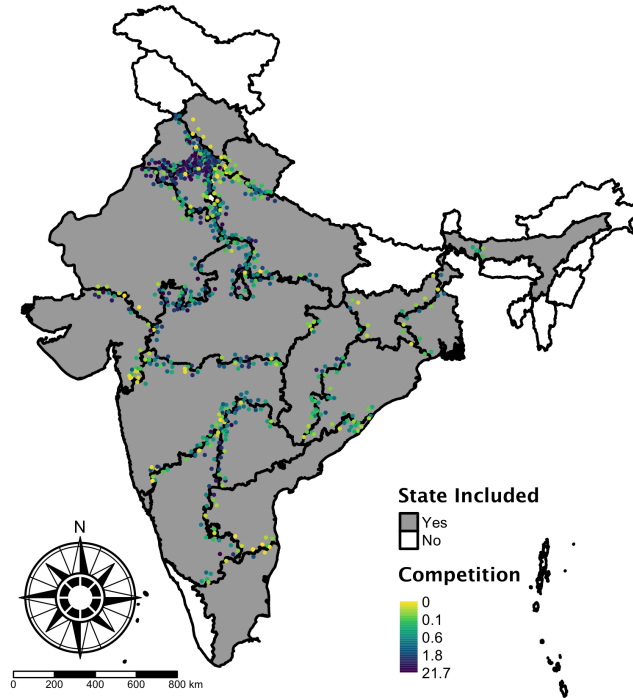 N
State Included
Yes
No
Competition
0
0.1
0.6
1.8
21.7
0 200 400 600 800 km